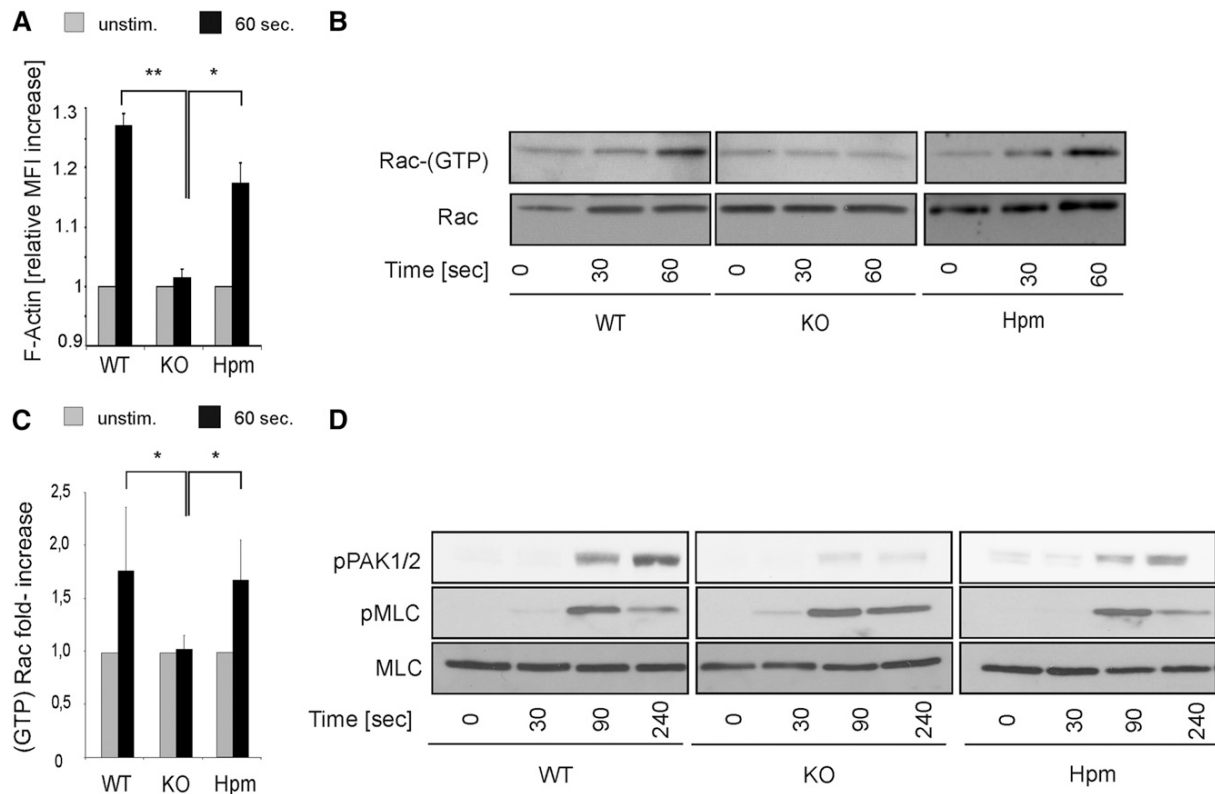 A unstim. 60 sec.
F-Actin [relative MFI increase]
**
*
1.3
1.2
1.1
1
0.9
WT KO Hpm
B
Rac-(GTP)
Rac
Time [sec] 0 30 60 0 30 60 0 30 60
WT KO Hpm
C unstim. 60 sec.
(GTP) Rac fold- increase
*
*
2,5
2,0
1,5
1,0
0,5
0
WT KO Hpm
D
pPAK1/2
pMLC
MLC
Time [sec] 0 30 90 240 0 30 90 240 0 30 90 240
WT KO Hpm